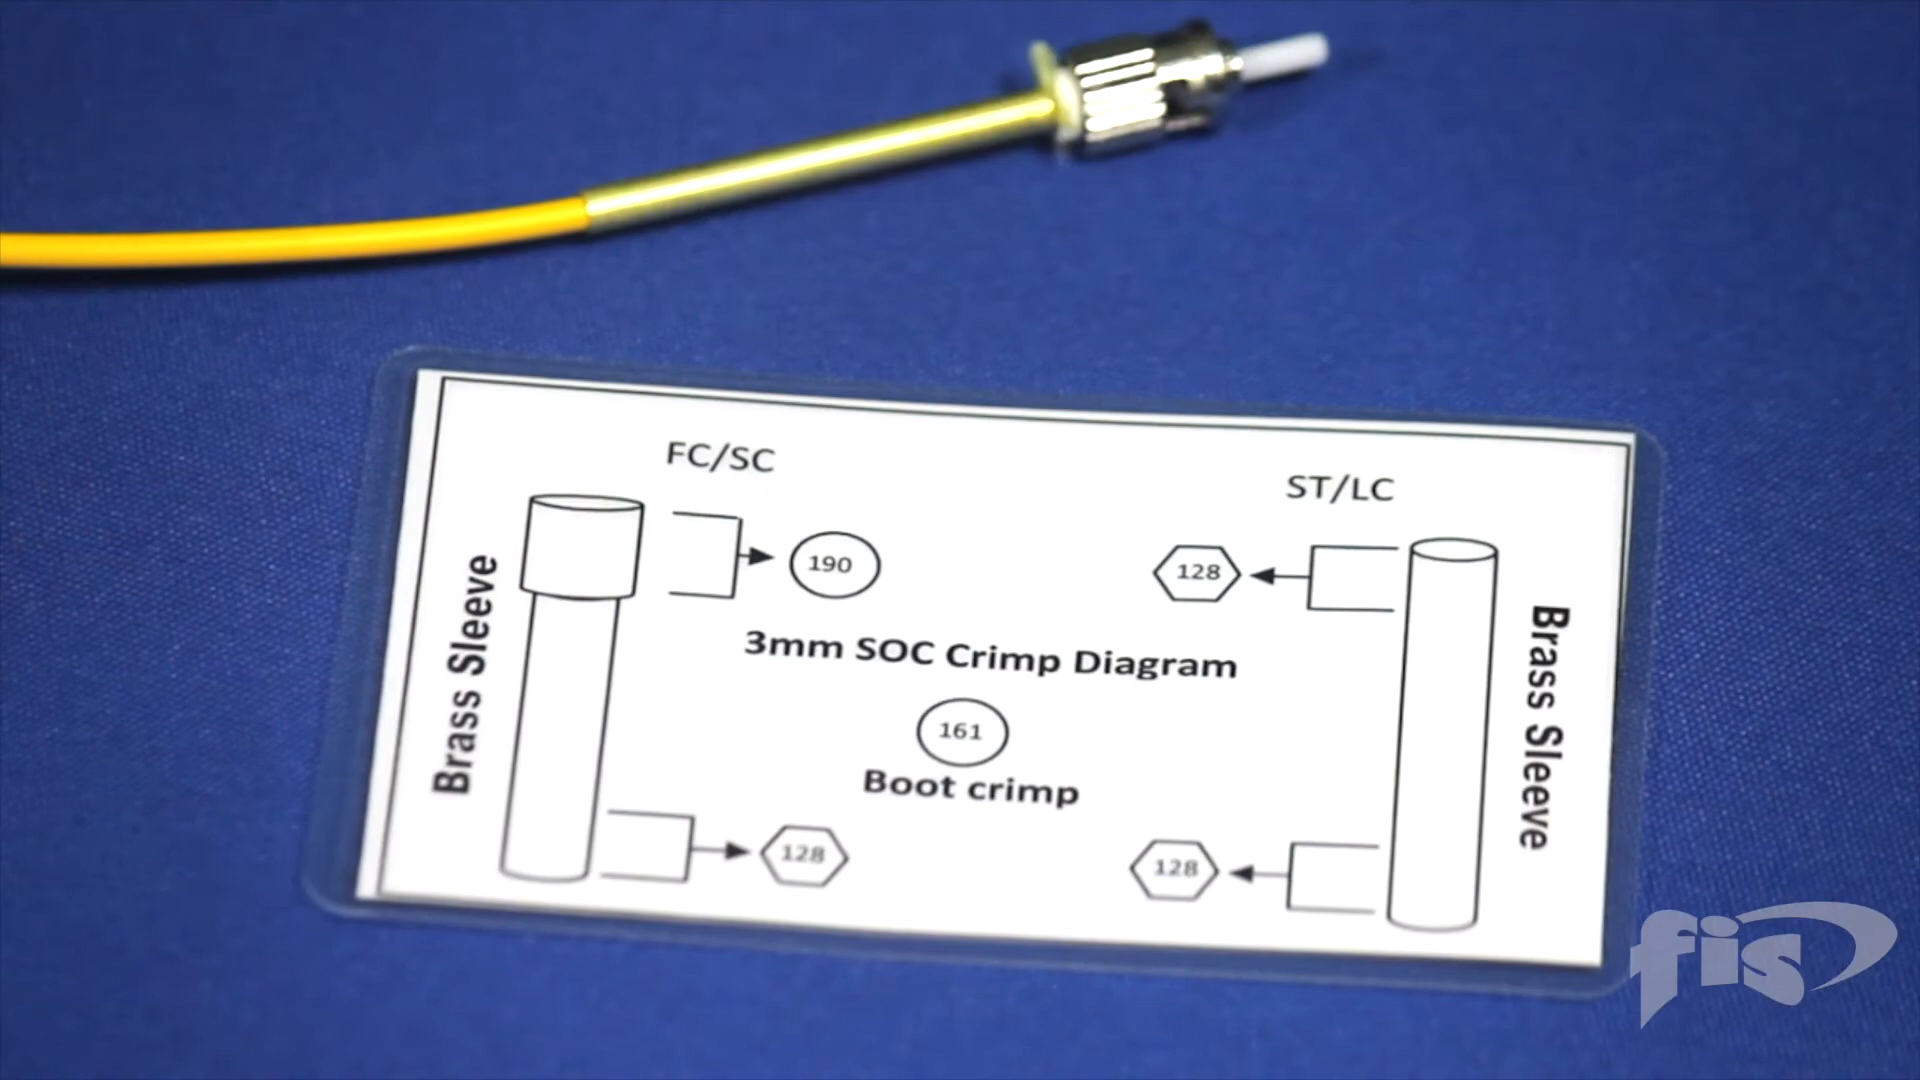 FC/SC
ST/LC
190
128
Brass Sleeve
Brass Sleeve
3mm SOC Crimp Diagram
161
Boot crimp
128
128
fis